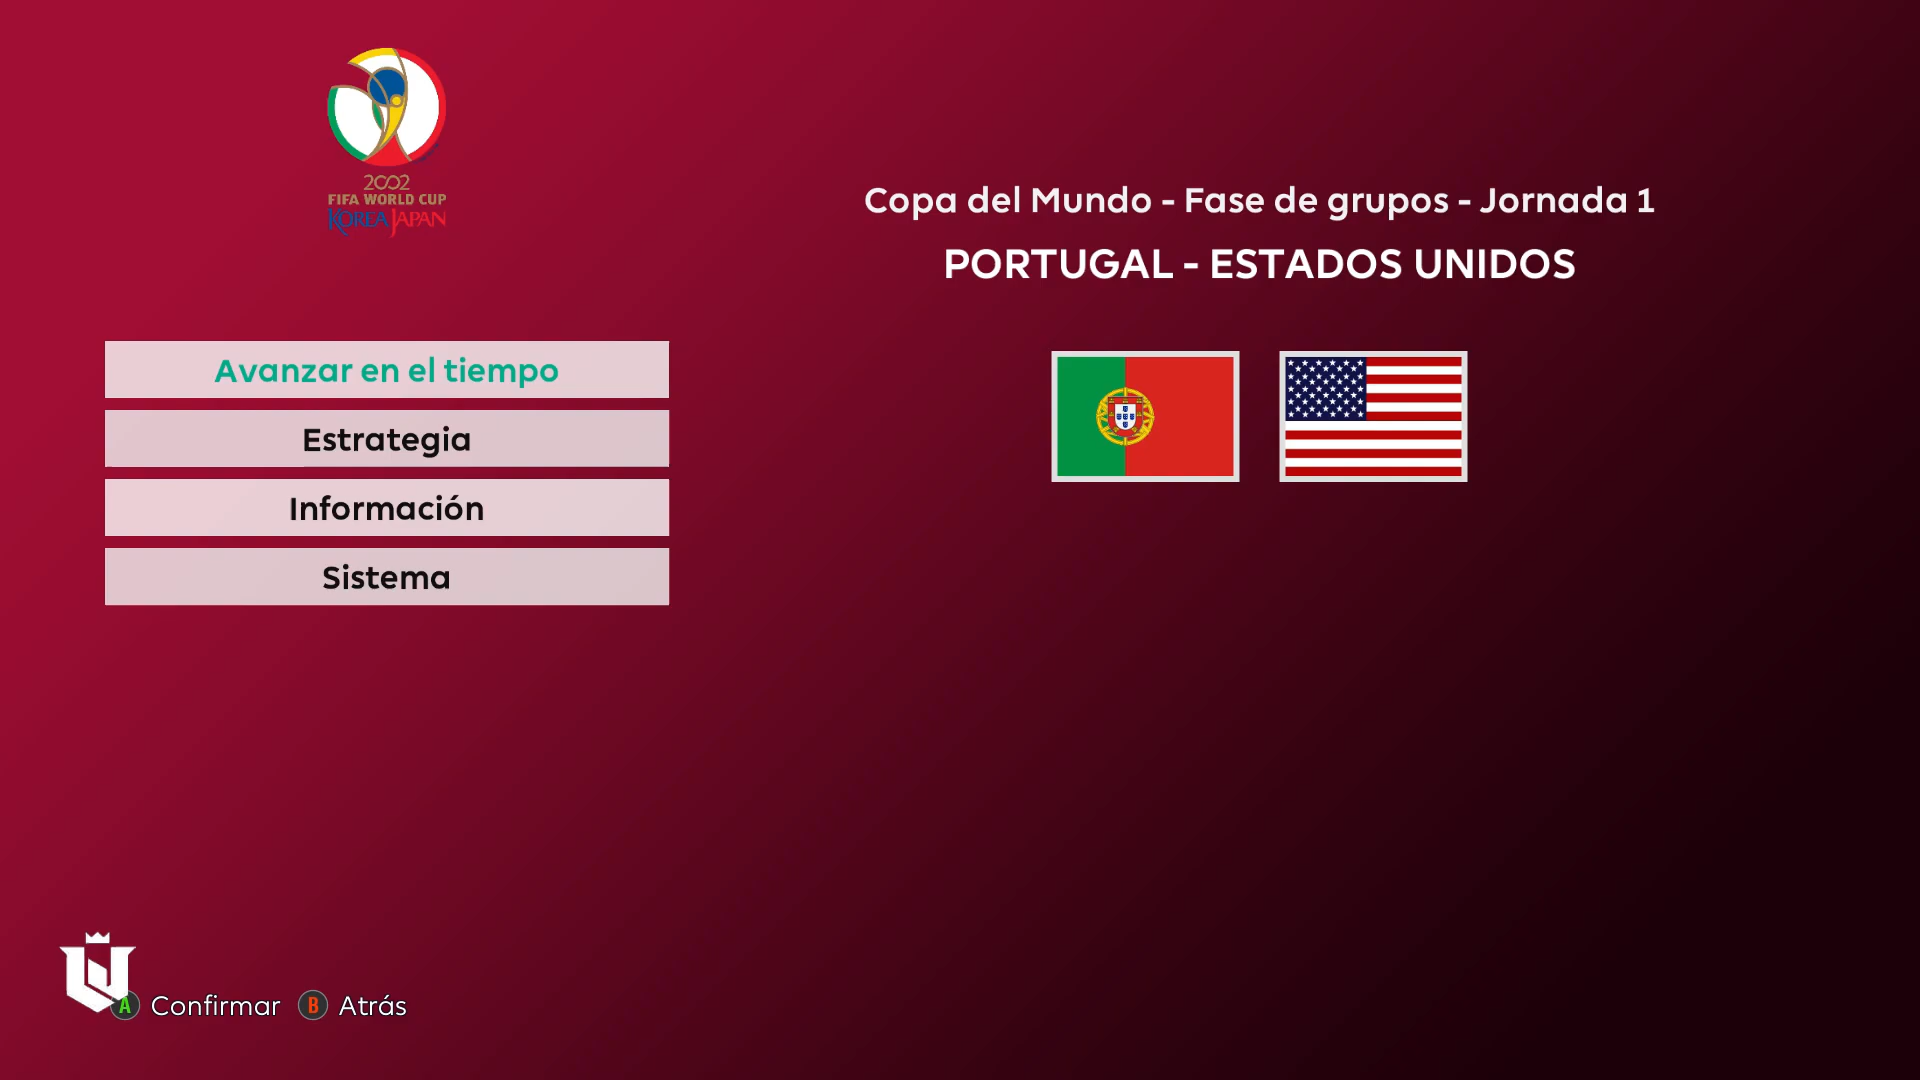 2002
FIFA WORLD CUP
KOREA JAPAN
Copa del Mundo - Fase de grupos - Jornada 1
PORTUGAL - ESTADOS UNIDOS
Avanzar en el tiempo
Estrategia
Información
Sistema
A Confirmar B Atrás